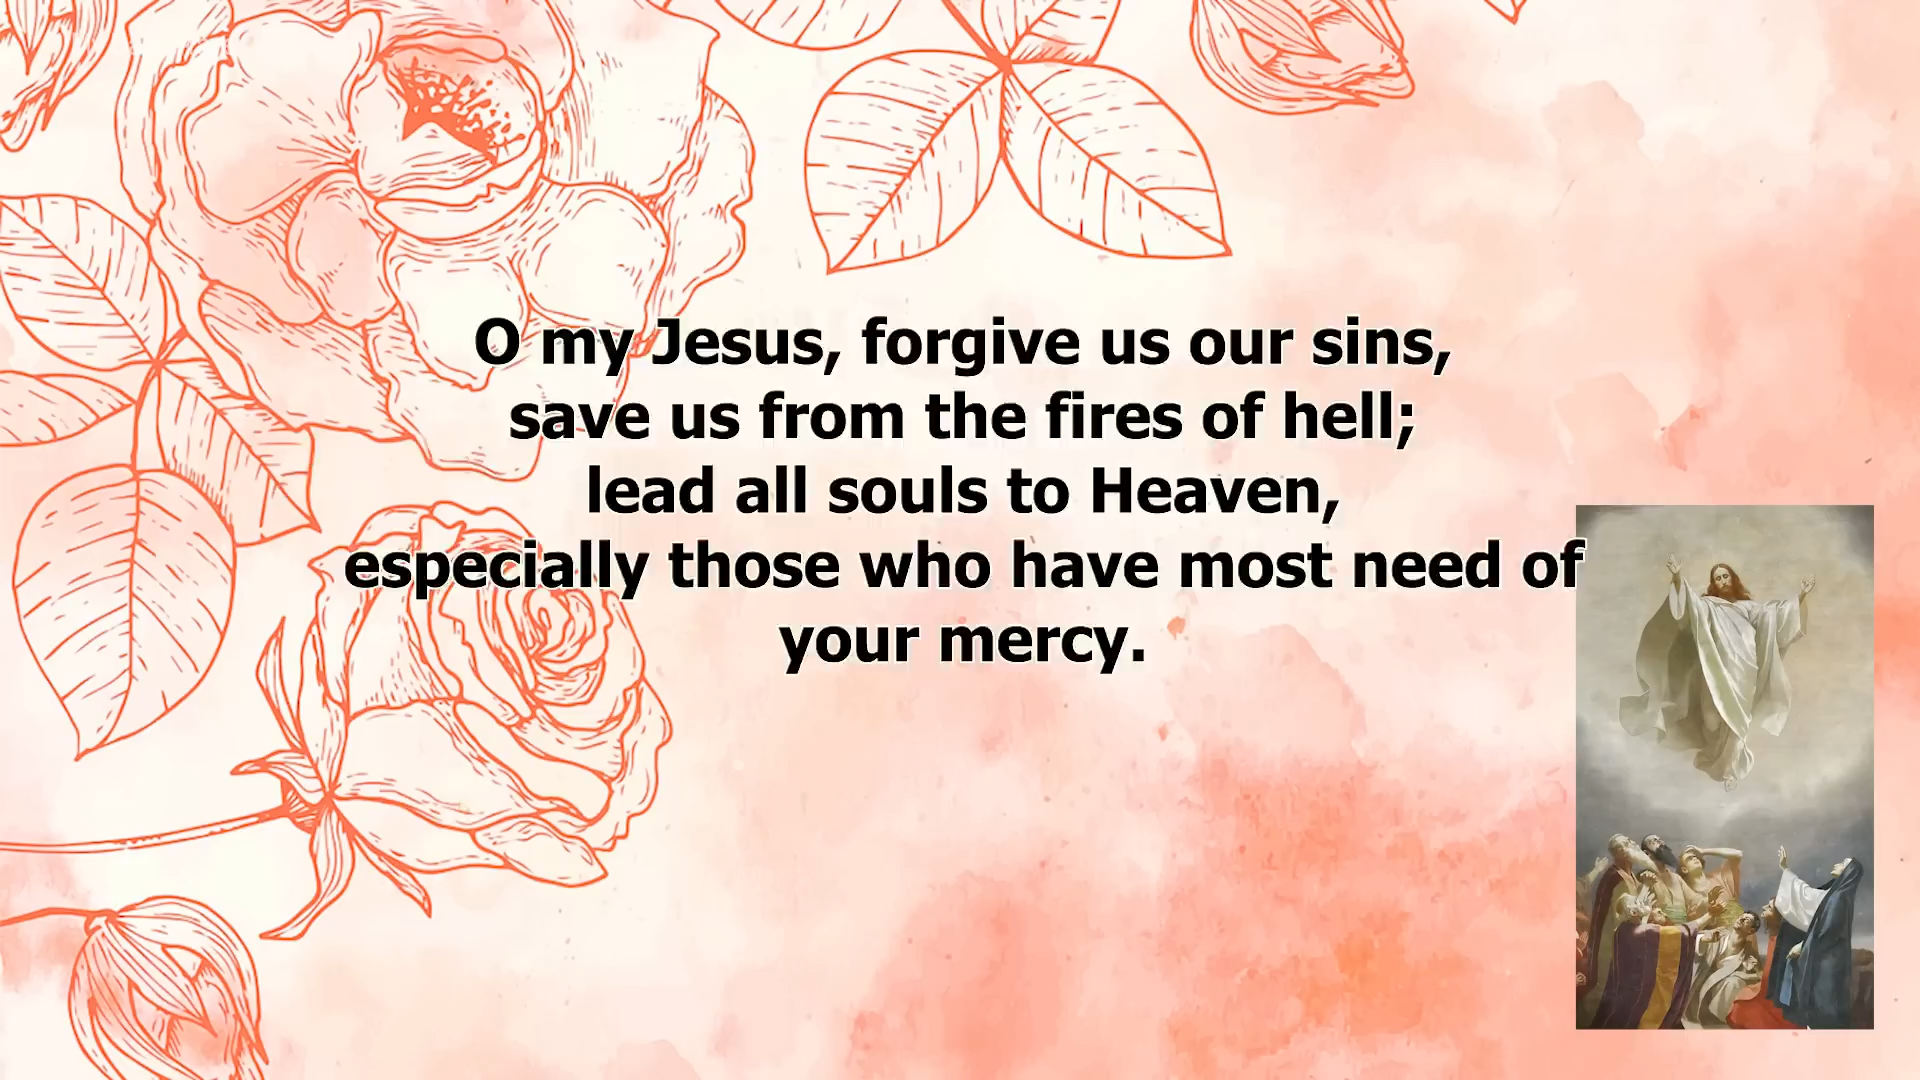 O my Jesus, forgive us our sins,
save us from the fires of hell;
lead all souls to Heaven,
especially those who have most need of
your mercy.